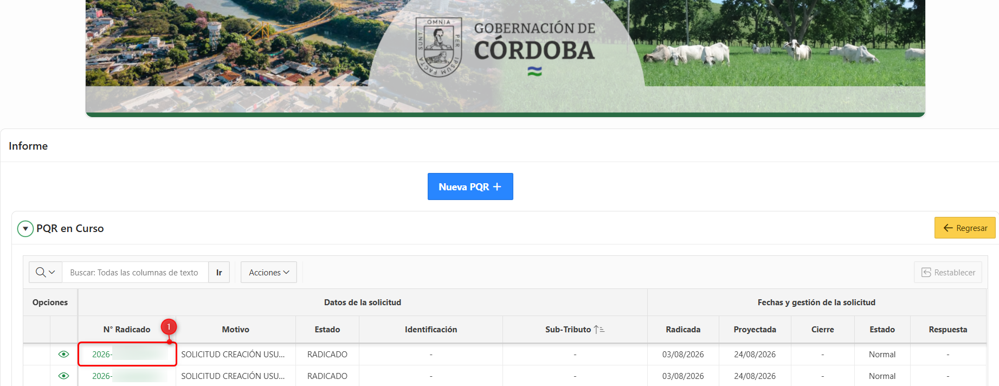 OMNIA
SUNT
PER
IPSUM FACTA
GOBERNACIÓN DE
CÓRDOBA
Informe
Nueva PQR +
PQR en Curso
Regresar
Buscar: Todas las columnas de texto
Ir
Acciones
Restablecer
Opciones
Datos de la solicitud
Fechas y gestión de la solicitud
N° Radicado
1
Motivo
Estado
Identificación
Sub-Tributo
Radicada
Proyectada
Cierre
Estado
Respuesta
2026- SOLICITUD CREACIÓN USU... RADICADO - - 03/08/2026 24/08/2026 - Normal -
2026- SOLICITUD CREACIÓN USU... RADICADO - - 03/08/2026 24/08/2026 - Normal -